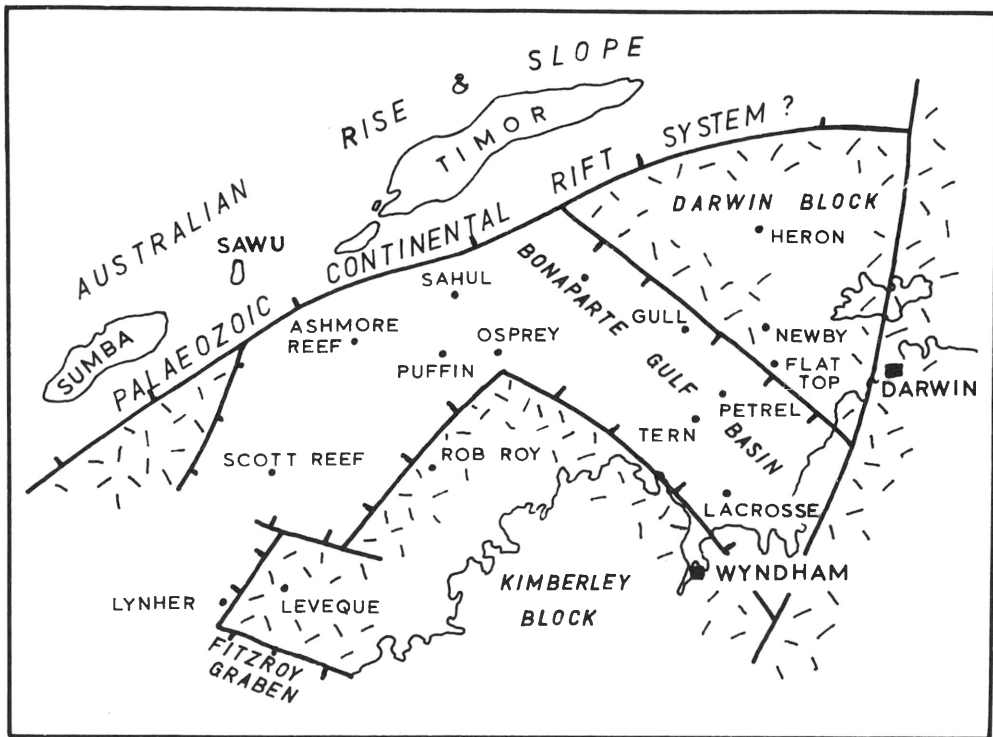 AUSTRALIAN RISE & SLOPE
TIMOR
SAWU
SUMBA
PALAEOZOIC CONTINENTAL RIFT SYSTEM ?
DARWIN BLOCK
HERON
SAHUL
BONAPARTE GULF BASIN
ASHMORE
REEF
OSPREY
PUFFIN
GULL
NEWBY
FLAT
TOP
DARWIN
PETREL
TERN
SCOTT REEF
ROB ROY
LACROSSE
WYNDHAM
KIMBERLEY
BLOCK
LYNHER
LEVEQUE
FITZROY
GRABEN